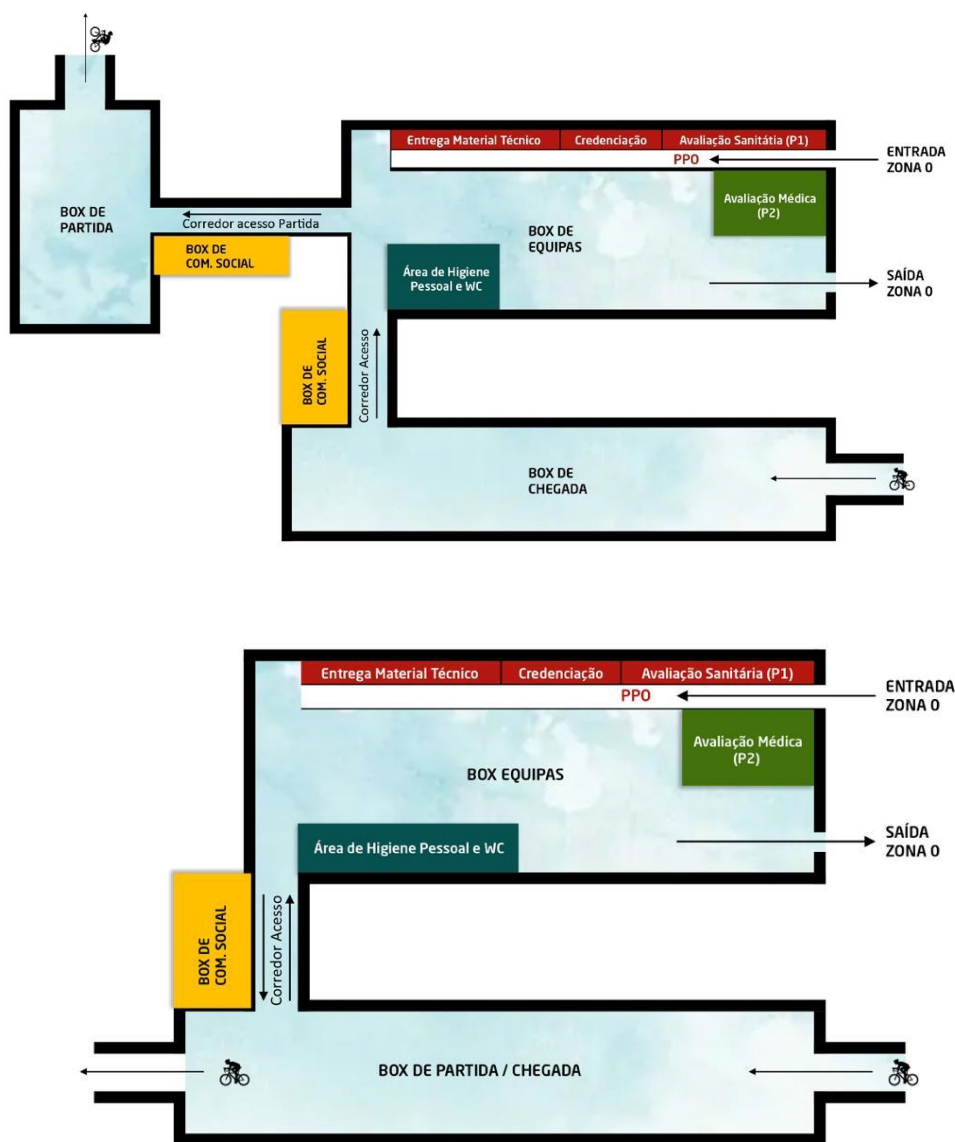 Entrega Material Técnico
Credenciação
Avaliação Sanitátia (P1)
PPO
ENTRADA
ZONA 0
Avaliação Médica
(P2)
BOX DE
PARTIDA
Corredor acesso Partida
BOX DE
EQUIPAS
BOX DE
COM. SOCIAL
Área de Higiene
Pessoal e WC
SAÍDA
ZONA 0
BOX DE
COM. SOCIAL
Corredor Acesso
BOX DE
CHEGADA
Entrega Material Técnico
Credenciação
Avaliação Sanitária (P1)
PPO
ENTRADA
ZONA 0
Avaliação Médica
(P2)
BOX EQUIPAS
Área de Higiene Pessoal e WC
SAÍDA
ZONA 0
BOX DE
COM. SOCIAL
Corredor Acesso
BOX DE PARTIDA / CHEGADA